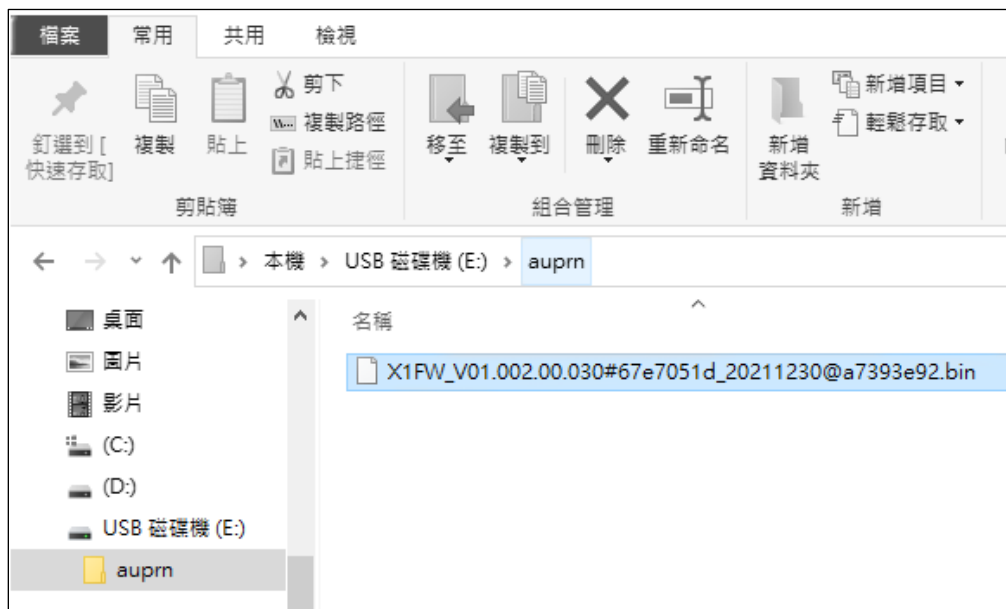 檔案 常用 共用 檢視
釘選到 [
快速存取]
複製
貼上
剪下
複製路徑
貼上捷徑
移至
複製到
刪除
重新命名
新增
資料夾
新增項目
輕鬆存取
剪貼簿 組合管理 新增
本機 › USB 磁碟機 (E:) › auprn
桌面
圖片
影片
(C:)
(D:)
USB 磁碟機 (E:)
auprn
名稱
X1FW_V01.002.00.030#67e7051d_20211230@a7393e92.bin